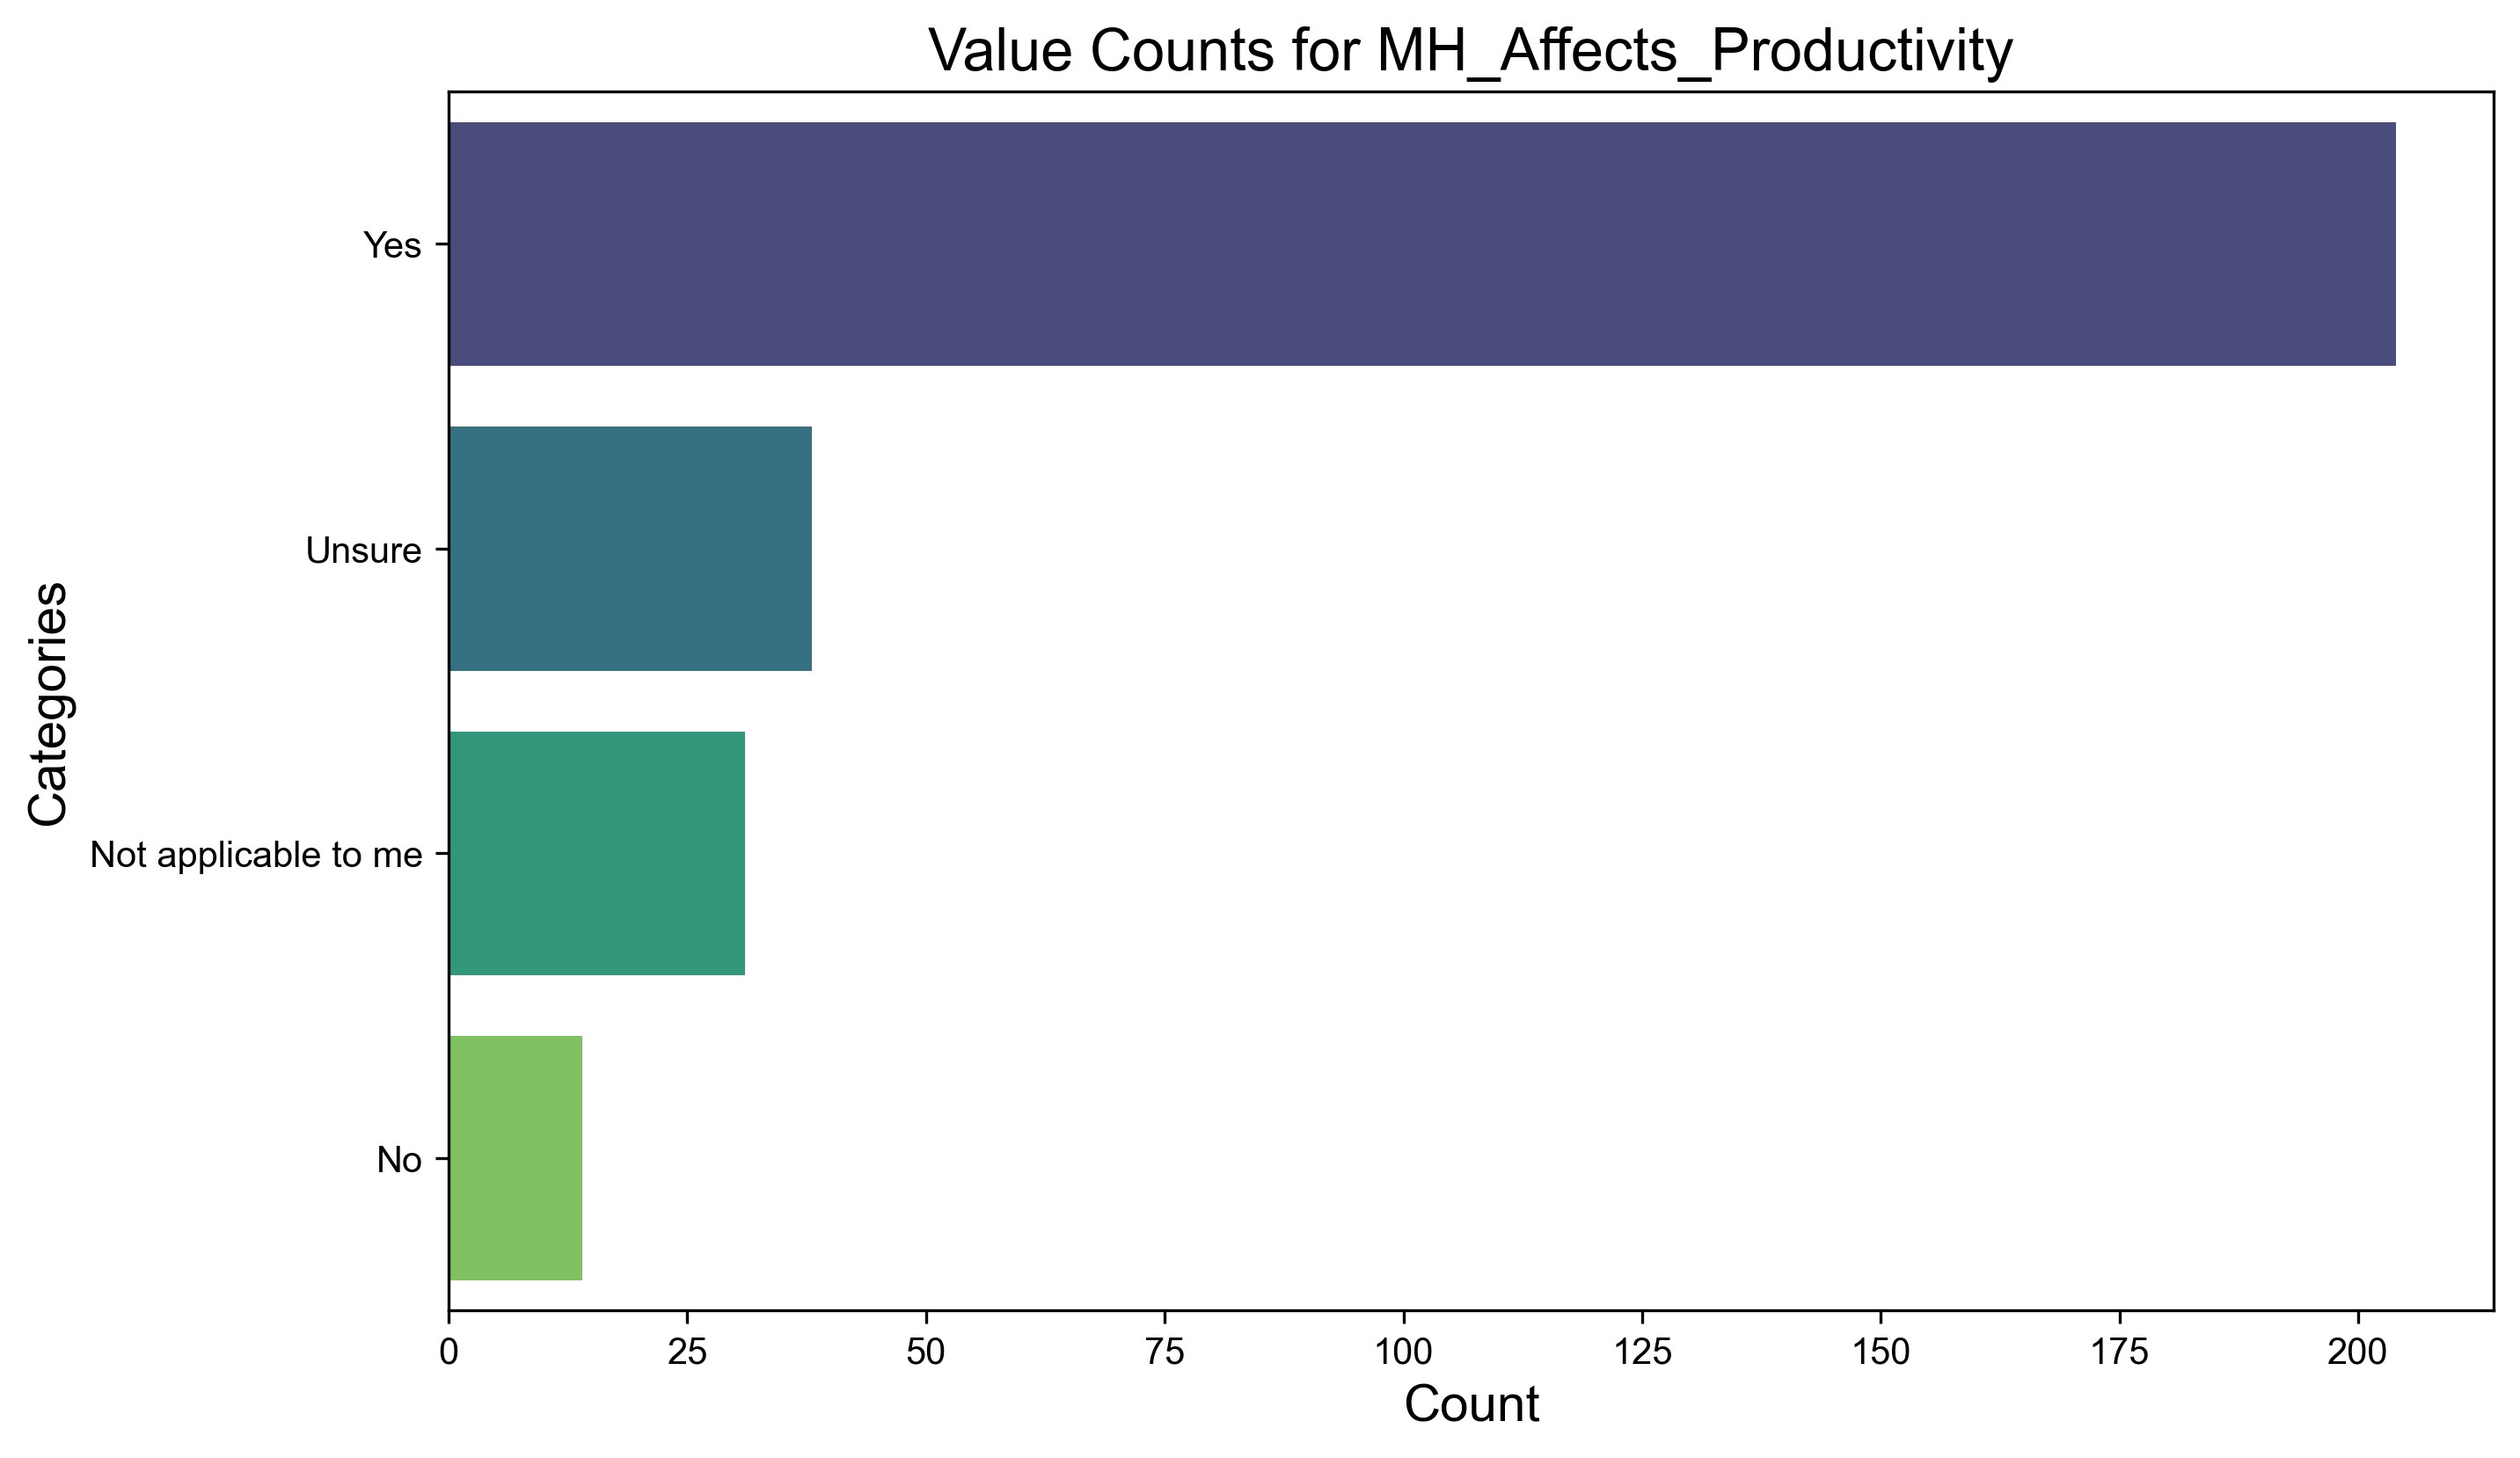 Value Counts for MH_Affects_Productivity
Categories
Yes
Unsure
Not applicable to me
No
0 25 50 75 100 125 150 175 200
Count